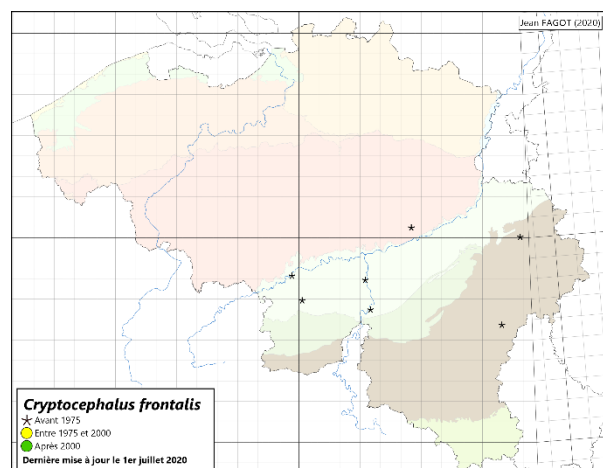 Jean FAGOT (2020)
Cryptocephalus frontalis
Avant 1975
Entre 1975 et 2000
Après 2000
Dernière mise à jour le 1er juillet 2020